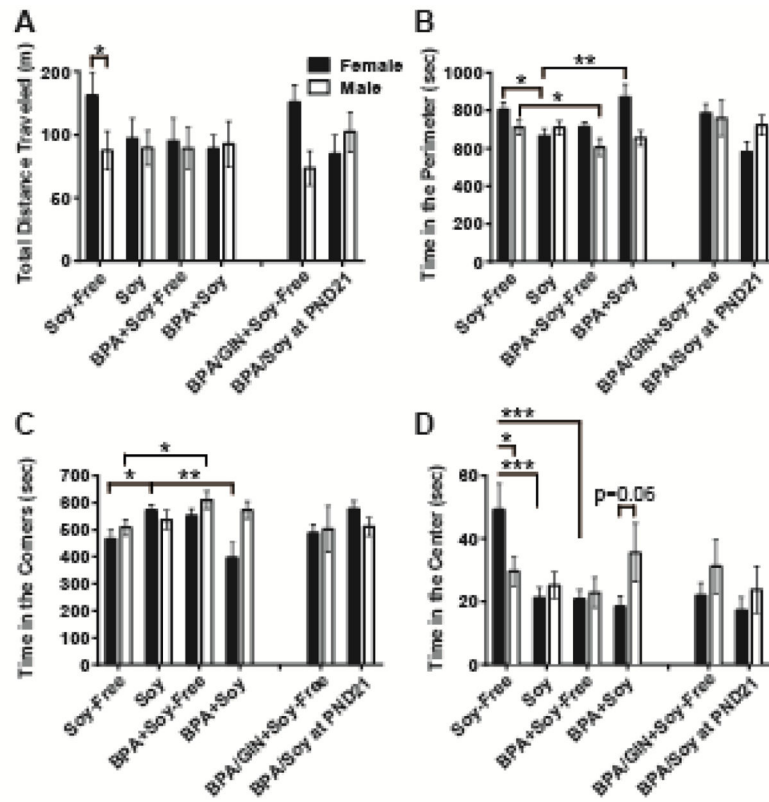 A
Total Distance Traveled (m)
200
100
50
0
*
Female
Male
Soy-Free
Soy
BPA+Soy-Free
BPA+Soy
BPA/GIN+Soy-Free
BPA/Soy at PND21
B
Time in the Perimeter (sec)
1000
800
600
400
200
0
*
**
*
Soy-Free
Soy
BPA+Soy-Free
BPA+Soy
BPA/GIN+Soy-Free
BPA/Soy at PND21
C
Time in the Corners (sec)
700
600
500
400
300
200
100
0
*
*
**
Soy-Free
Soy
BPA+Soy-Free
BPA+Soy
BPA/GIN+Soy-Free
BPA/Soy at PND21
D
Time in the Center (sec)
60
40
20
0
***
*
***
p=0.06
Soy-Free
Soy
BPA+Soy-Free
BPA+Soy
BPA/GIN+Soy-Free
BPA/Soy at PND21